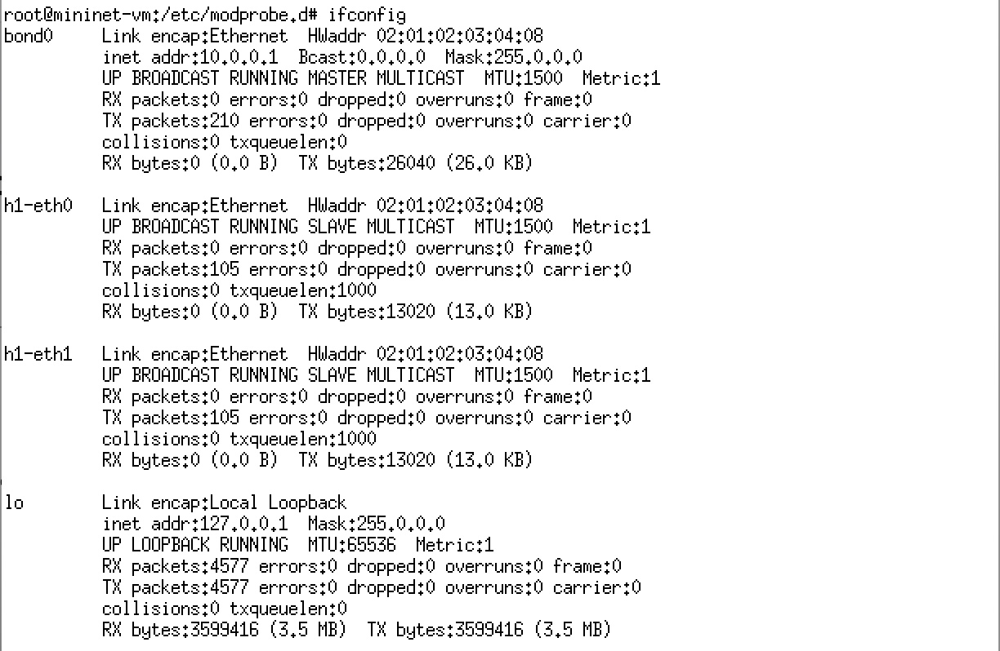 root@mininet-vm:/etc/modprobe.d# ifconfig
bond0     Link encap:Ethernet  HWaddr 02:01:02:03:04:08
          inet addr:10.0.0.1  Bcast:0.0.0.0  Mask:255.0.0.0
          UP BROADCAST RUNNING MASTER MULTICAST  MTU:1500  Metric:1
          RX packets:0 errors:0 dropped:0 overruns:0 frame:0
          TX packets:210 errors:0 dropped:0 overruns:0 carrier:0
          collisions:0 txqueuelen:0
          RX bytes:0 (0.0 B)  TX bytes:26040 (26.0 KB)

h1-eth0   Link encap:Ethernet  HWaddr 02:01:02:03:04:08
          UP BROADCAST RUNNING SLAVE MULTICAST  MTU:1500  Metric:1
          RX packets:0 errors:0 dropped:0 overruns:0 frame:0
          TX packets:105 errors:0 dropped:0 overruns:0 carrier:0
          collisions:0 txqueuelen:1000
          RX bytes:0 (0.0 B)  TX bytes:13020 (13.0 KB)

h1-eth1   Link encap:Ethernet  HWaddr 02:01:02:03:04:08
          UP BROADCAST RUNNING SLAVE MULTICAST  MTU:1500  Metric:1
          RX packets:0 errors:0 dropped:0 overruns:0 frame:0
          TX packets:105 errors:0 dropped:0 overruns:0 carrier:0
          collisions:0 txqueuelen:1000
          RX bytes:0 (0.0 B)  TX bytes:13020 (13.0 KB)

lo        Link encap:Local Loopback
          inet addr:127.0.0.1  Mask:255.0.0.0
          UP LOOPBACK RUNNING  MTU:65536  Metric:1
          RX packets:4577 errors:0 dropped:0 overruns:0 frame:0
          TX packets:4577 errors:0 dropped:0 overruns:0 carrier:0
          collisions:0 txqueuelen:0
          RX bytes:3599416 (3.5 MB)  TX bytes:3599416 (3.5 MB)